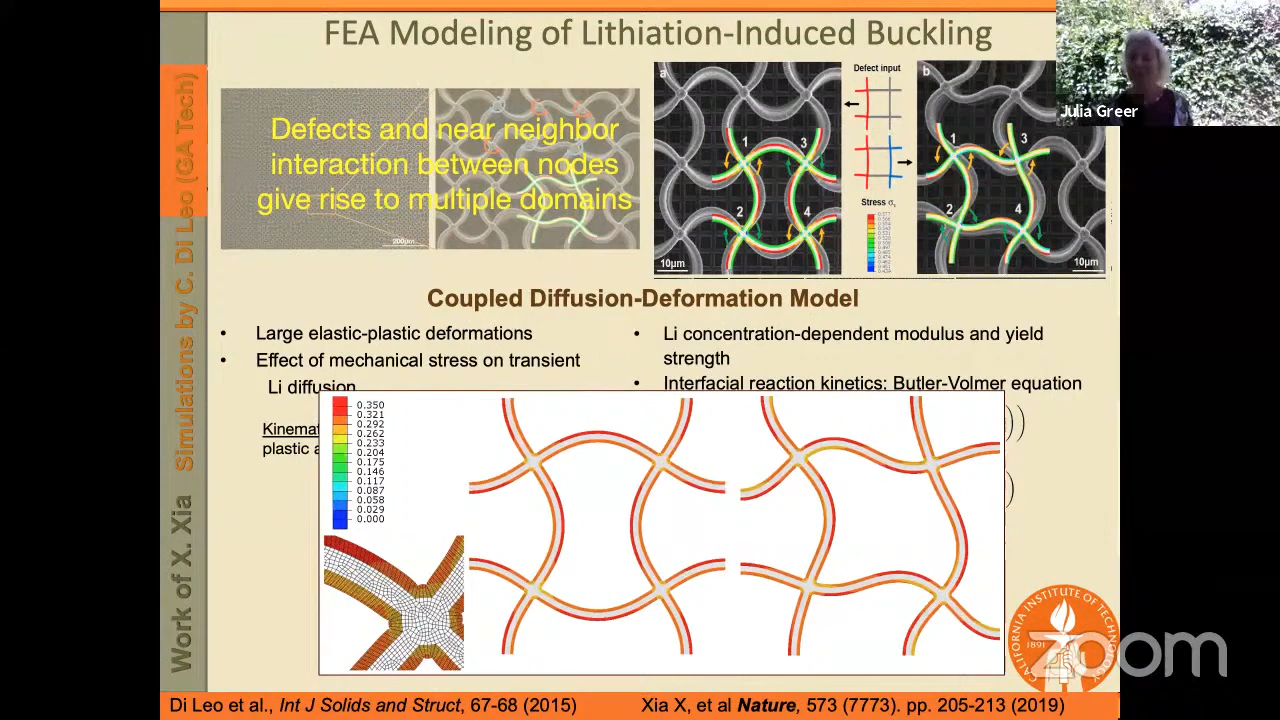 FEA Modeling of Lithiation-Induced Buckling
Julia Greer
Work of X. Xia Simulations by C. Di Leo (GA Tech)
Defects and near neighbor
interaction between nodes
give rise to multiple domains
200μm
a
1
3
2
4
10μm
Defect input
Stress σ
b
1
3
2
4
10μm
Coupled Diffusion-Deformation Model
• Large elastic-plastic deformations
• Effect of mechanical stress on transient
Li diffusion
Kinemat
plastic a
• Li concentration-dependent modulus and yield
strength
• Interfacial reaction kinetics: Butler-Volmer equation
0.350
0.321
0.292
0.262
0.233
0.204
0.175
0.146
0.117
0.087
0.058
0.029
0.000
CALIFORNIA INSTITUTE OF TECHNOLOGY
1891
zoom
Di Leo et al., Int J Solids and Struct, 67-68 (2015)
Xia X, et al Nature, 573 (7773). pp. 205-213 (2019)